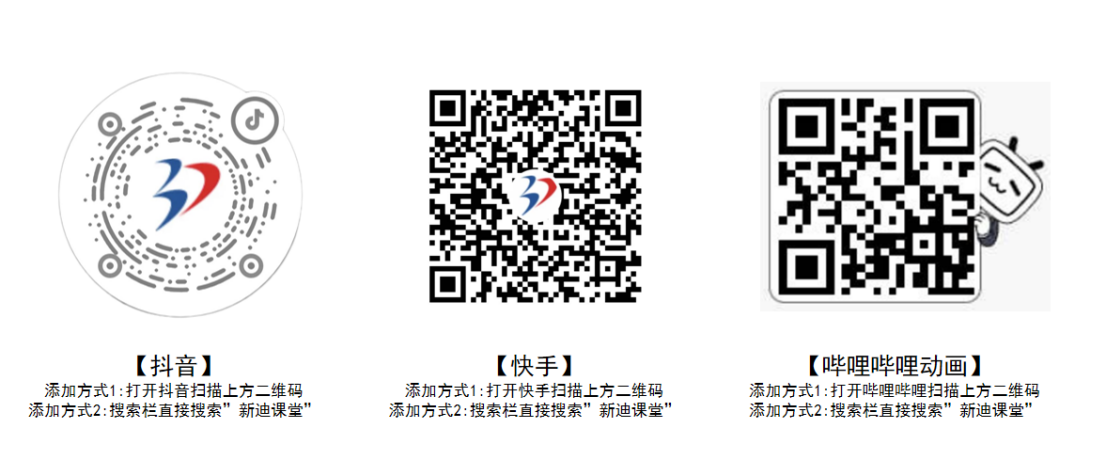 【抖音】
添加方式1:打开抖音扫描上方二维码
添加方式2:搜索栏直接搜索”新迪课堂”
【快手】
添加方式1:打开快手扫描上方二维码
添加方式2:搜索栏直接搜索”新迪课堂”
【哔哩哔哩动画】
添加方式1:打开哔哩哔哩扫描上方二维码
添加方式2:搜索栏直接搜索”新迪课堂”